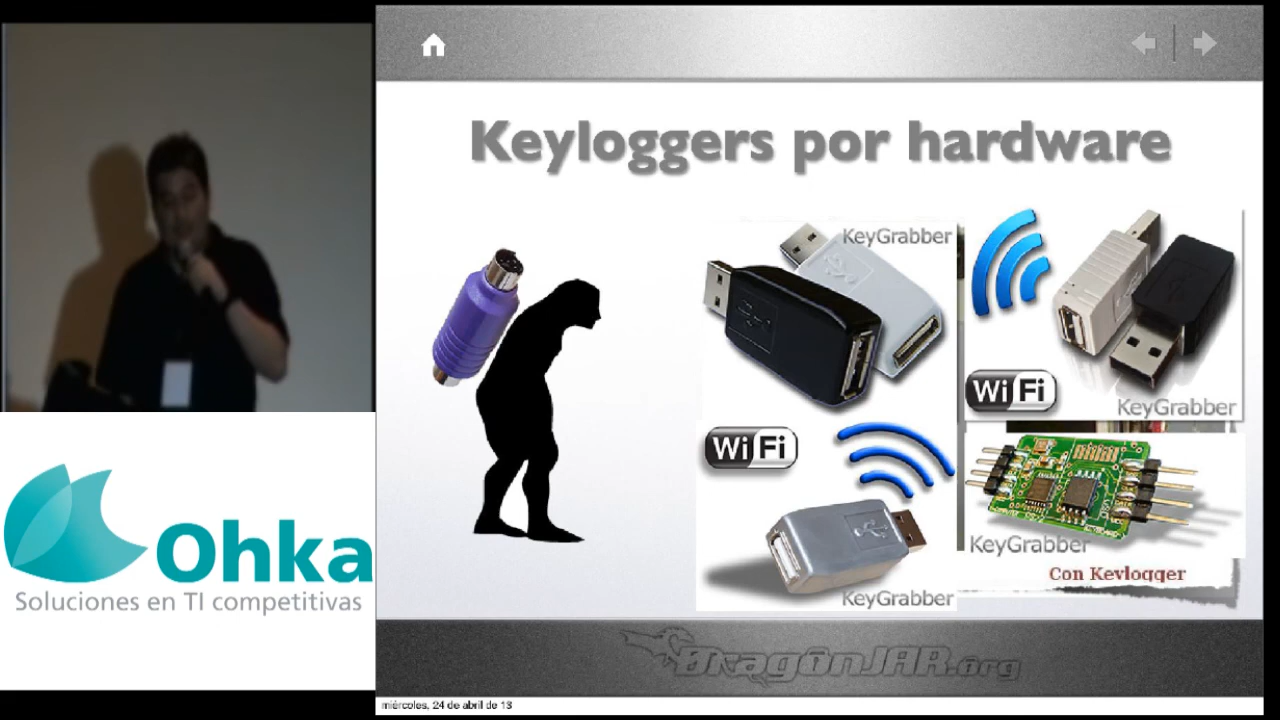 Keyloggers por hardware
KeyGrabber
WiFi
KeyGrabber
WiFi
KeyGrabber
KeyGrabber
Con Keylogger
Ohka
Soluciones en TI competitivas
DragonJAR.org
miércoles, 24 de abril de 13